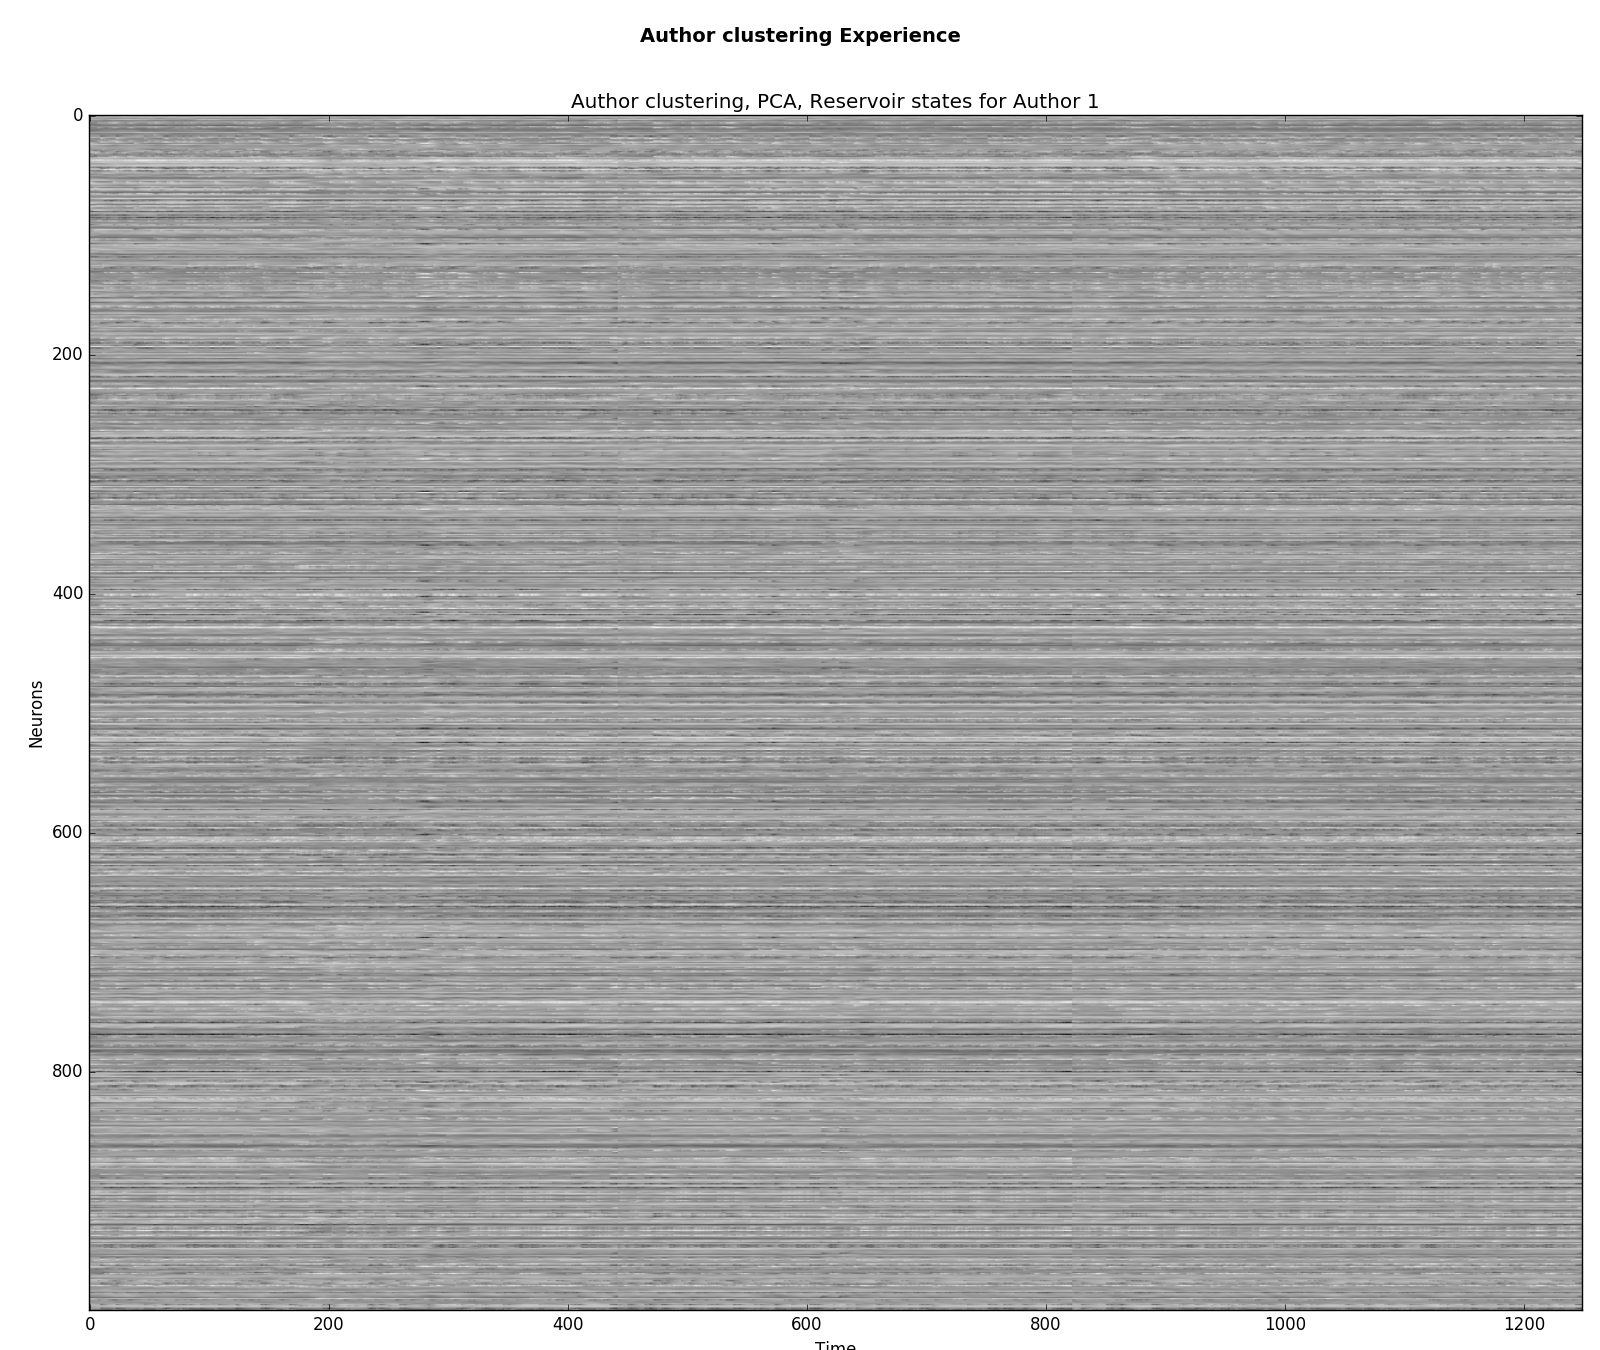 Author clustering Experience
Author clustering, PCA, Reservoir states for Author 1
0
200
400
600
800
Neurons
0 200 400 600 800 1000 1200
Time